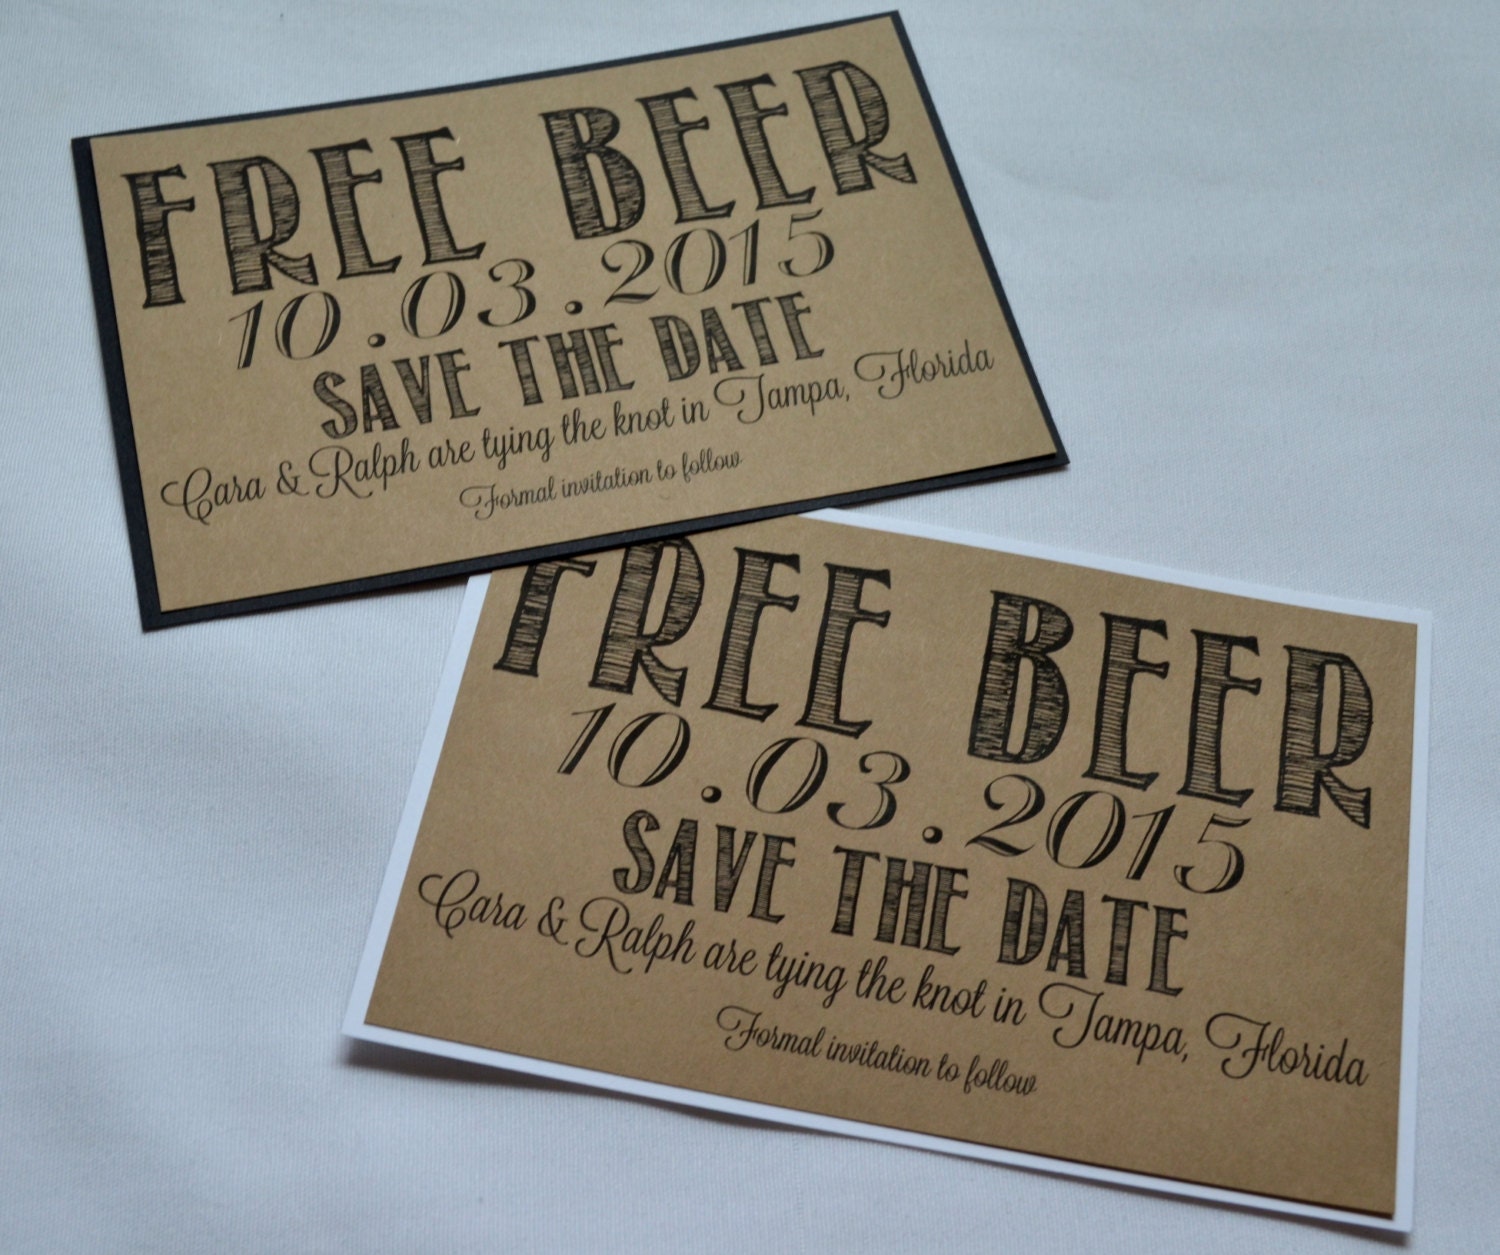 FREE BEER
10.03.2015
SAVE THE DATE
Cara & Ralph are tying the knot in Tampa, Florida
Formal invitation to follow
FREE BEER
10.03.2015
SAVE THE DATE
Cara & Ralph are tying the knot in Tampa, Florida
Formal invitation to follow